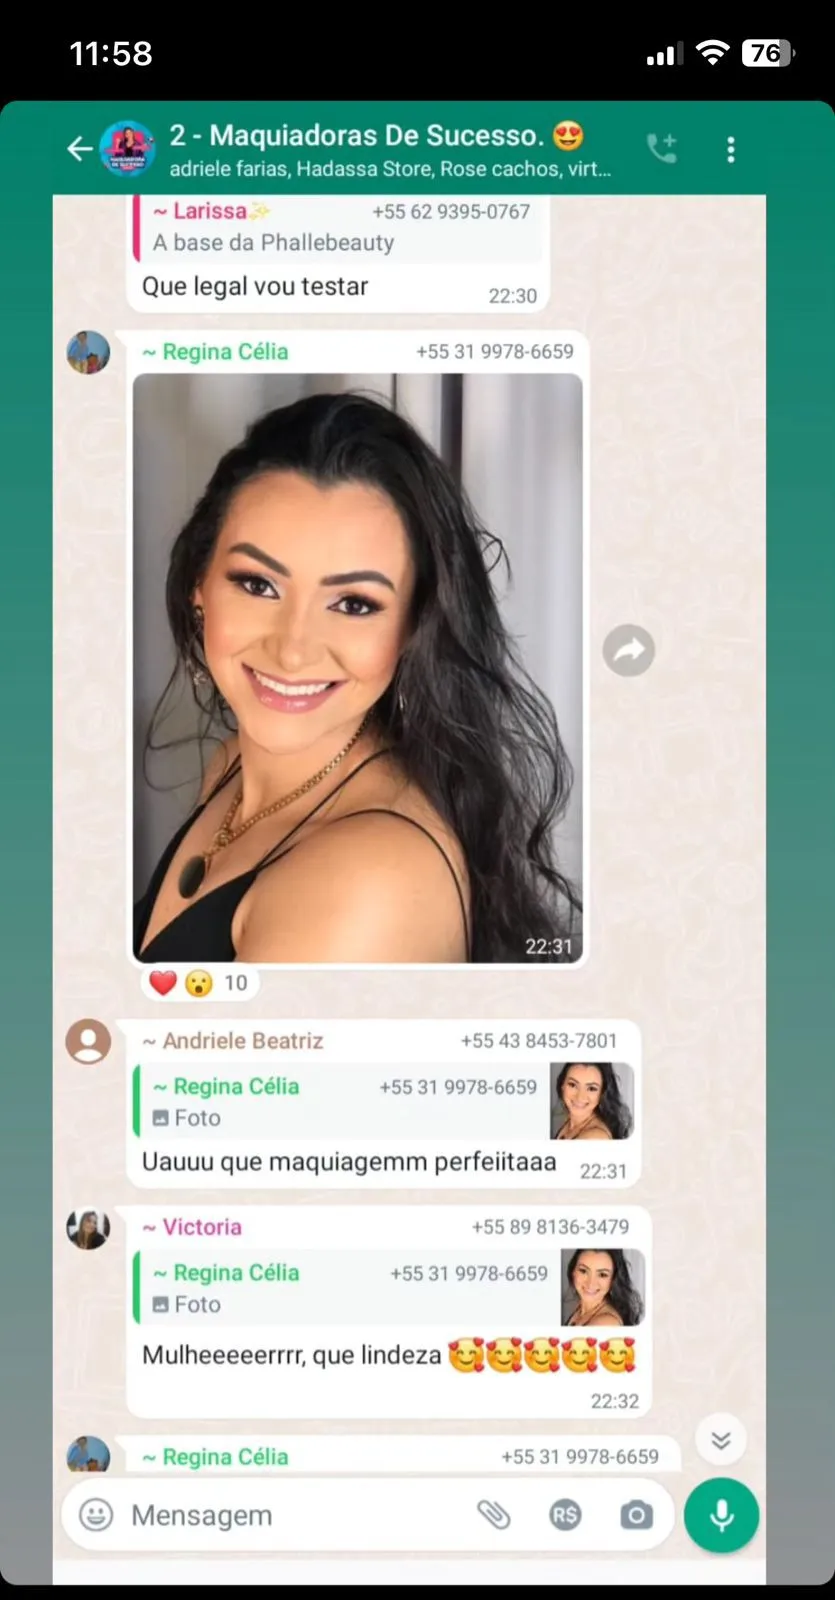 11:58
76
2 - Maquiadoras De Sucesso. 😍
adriele farias, Hadassa Store, Rose cachos, virt...
~ Larissa✨ +55 62 9395-0767
A base da Phallebeauty
Que legal vou testar
22:30
~ Regina Célia +55 31 9978-6659
22:31
❤️ 😮 10
~ Andriele Beatriz +55 43 8453-7801
~ Regina Célia +55 31 9978-6659
Foto
Uauuu que maquiagemm perfeiitaaa 22:31
~ Victoria +55 89 8136-3479
~ Regina Célia +55 31 9978-6659
Foto
Mulheeeeerrrr, que lindeza 🥰🥰🥰🥰🥰
22:32
~ Regina Célia +55 31 9978-6659
Mensagem
R$